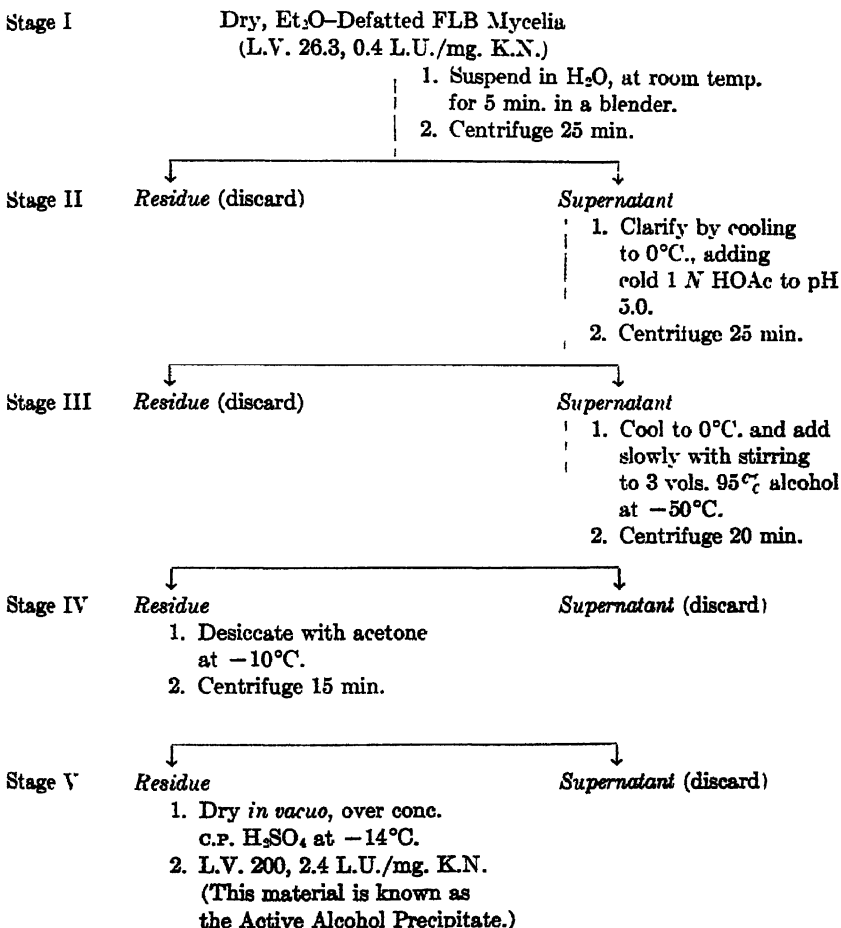 Stage I Dry, Et₂O–Defatted FLB Mycelia
(L.V. 26.3, 0.4 L.U./mg. K.N.)
1. Suspend in H₂O, at room temp.
for 5 min. in a blender.
2. Centrifuge 25 min.
Stage II Residue (discard) Supernatant
1. Clarify by cooling
to 0°C., adding
cold 1 N HOAc to pH
5.0.
2. Centrifuge 25 min.
Stage III Residue (discard) Supernatant
1. Cool to 0°C. and add
slowly with stirring
to 3 vols. 95% alcohol
at −50°C.
2. Centrifuge 20 min.
Stage IV Residue Supernatant (discard)
1. Desiccate with acetone
at −10°C.
2. Centrifuge 15 min.
Stage V Residue Supernatant (discard)
1. Dry in vacuo, over conc.
C.P. H₂SO₄ at −14°C.
2. L.V. 200, 2.4 L.U./mg. K.N.
(This material is known as
the Active Alcohol Precipitate.)